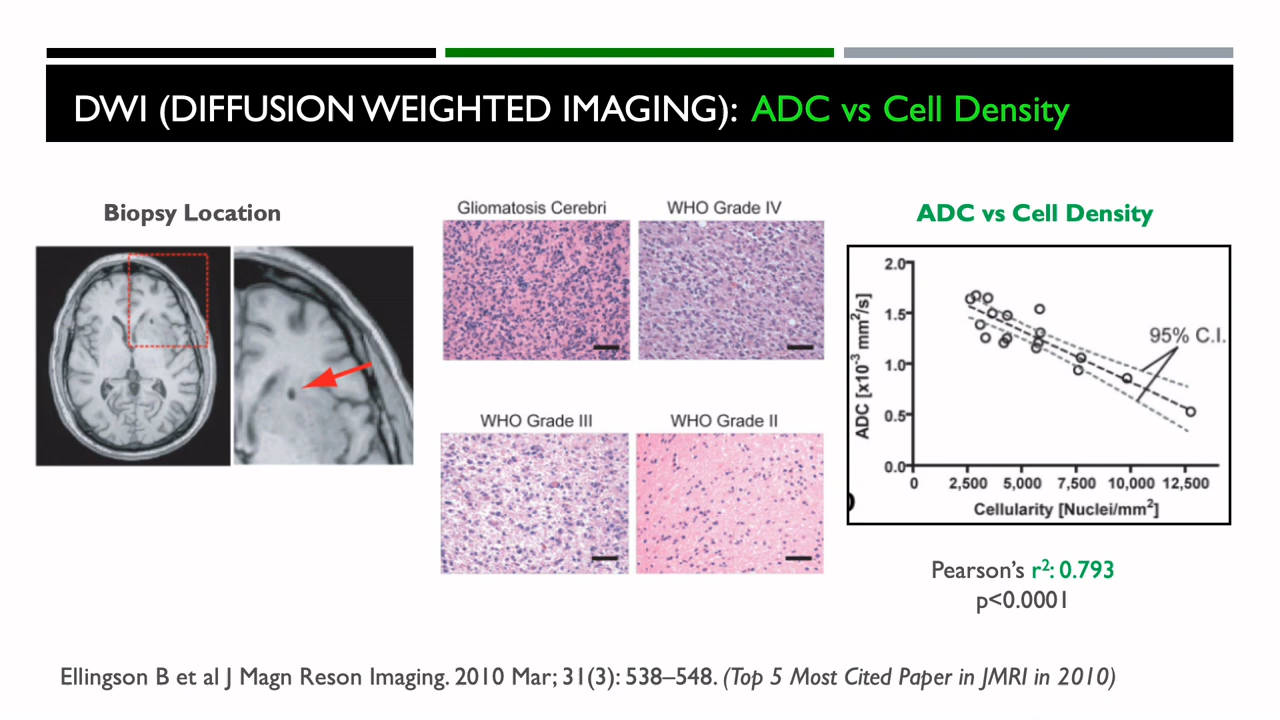 DWI (DIFFUSION WEIGHTED IMAGING): ADC vs Cell Density
Biopsy Location
Gliomatosis Cerebri
WHO Grade IV
WHO Grade III
WHO Grade II
ADC vs Cell Density
ADC [x10⁻³ mm²/s]
2.0
1.5
1.0
0.5
0.0
95% C.I.
0 2,500 5,000 7,500 10,000 12,500
Cellularity [Nuclei/mm²]
Pearson's r²: 0.793
p<0.0001
Ellingson B et al J Magn Reson Imaging. 2010 Mar; 31(3): 538–548. (Top 5 Most Cited Paper in JMRI in 2010)